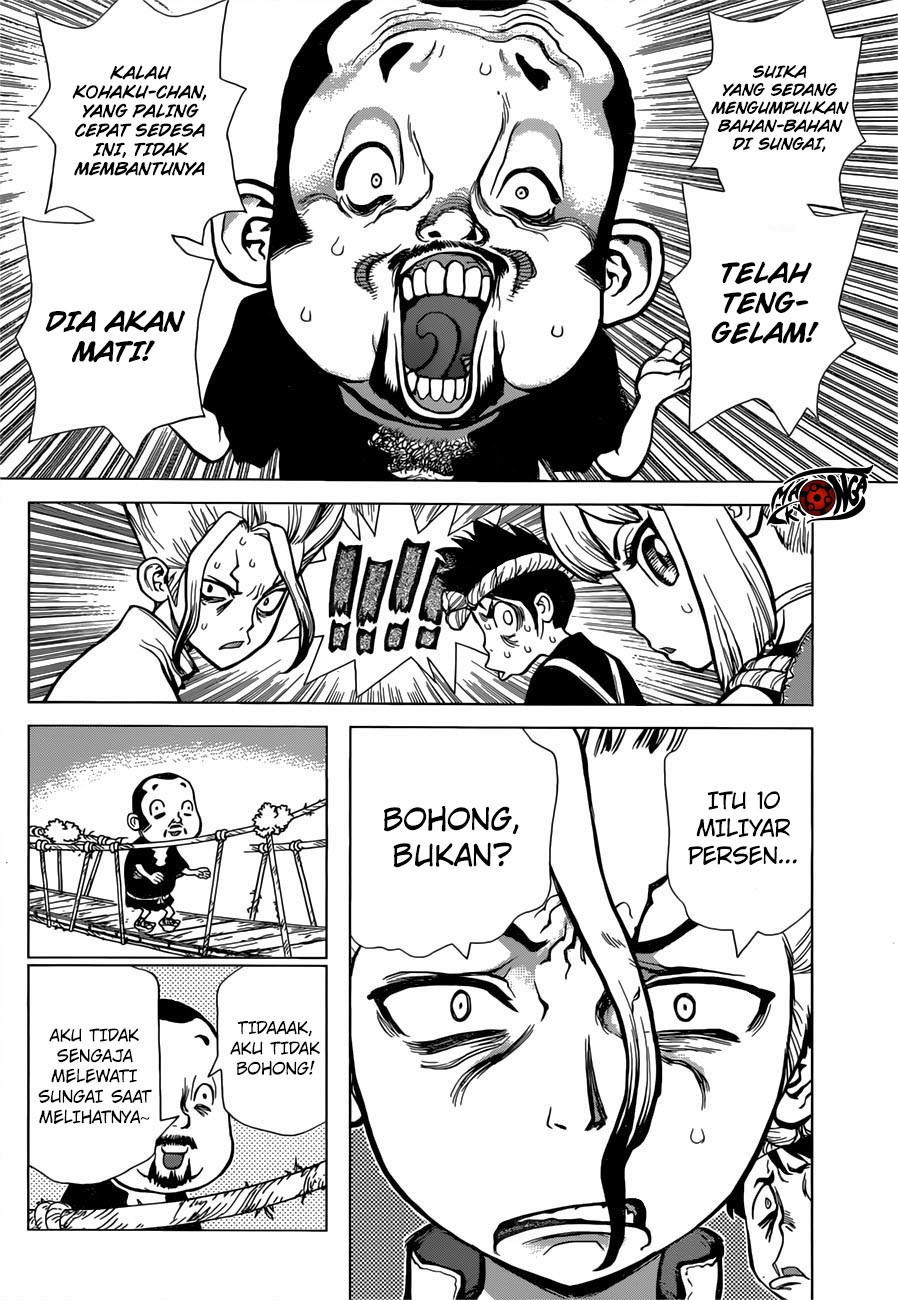 SUIKA
YANG SEDANG
MENGUMPULKAN
BAHAN-BAHAN
DI SUNGAI,
TELAH
TENG-
GELAM!
KALAU
KOHAKU-CHAN,
YANG PALING
CEPAT SEDESA
INI, TIDAK
MEMBANTUNYA
DIA AKAN
MATI!
MANGAKU
!!!!
ITU 10
MILIYAR
PERSEN...
BOHONG,
BUKAN?
TIDAAAK,
AKU TIDAK
BOHONG!
AKU TIDAK
SENGAJA
MELEWATI
SUNGAI SAAT
MELIHATNYA~